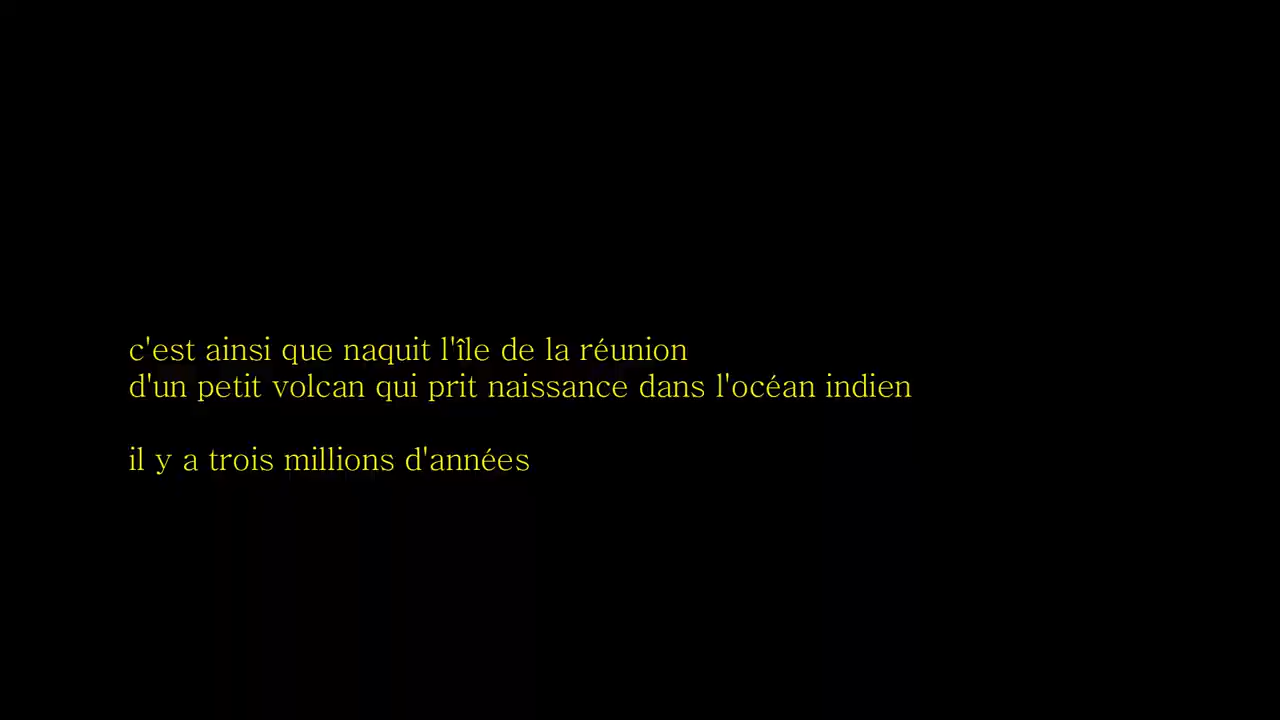 c'est ainsi que naquit l'île de la réunion
d'un petit volcan qui prit naissance dans l'océan indien
il y a trois millions d'années